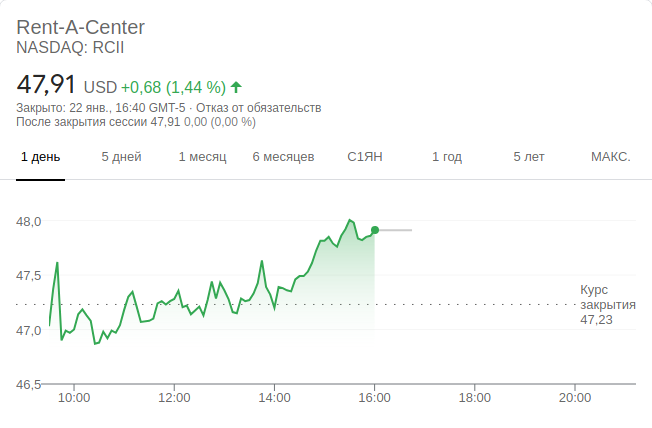 Rent-A-Center
NASDAQ: RCII
47,91 USD +0,68 (1,44 %)
Закрыто: 22 янв., 16:40 GMT-5 · Отказ от обязательств
После закрытия сессии 47,91 0,00 (0,00 %)
1 день 5 дней 1 месяц 6 месяцев С1ЯН 1 год 5 лет МАКС.
48,0
47,5
Курс
закрытия
47,23
47,0
46,5
10:00 12:00 14:00 16:00 18:00 20:00